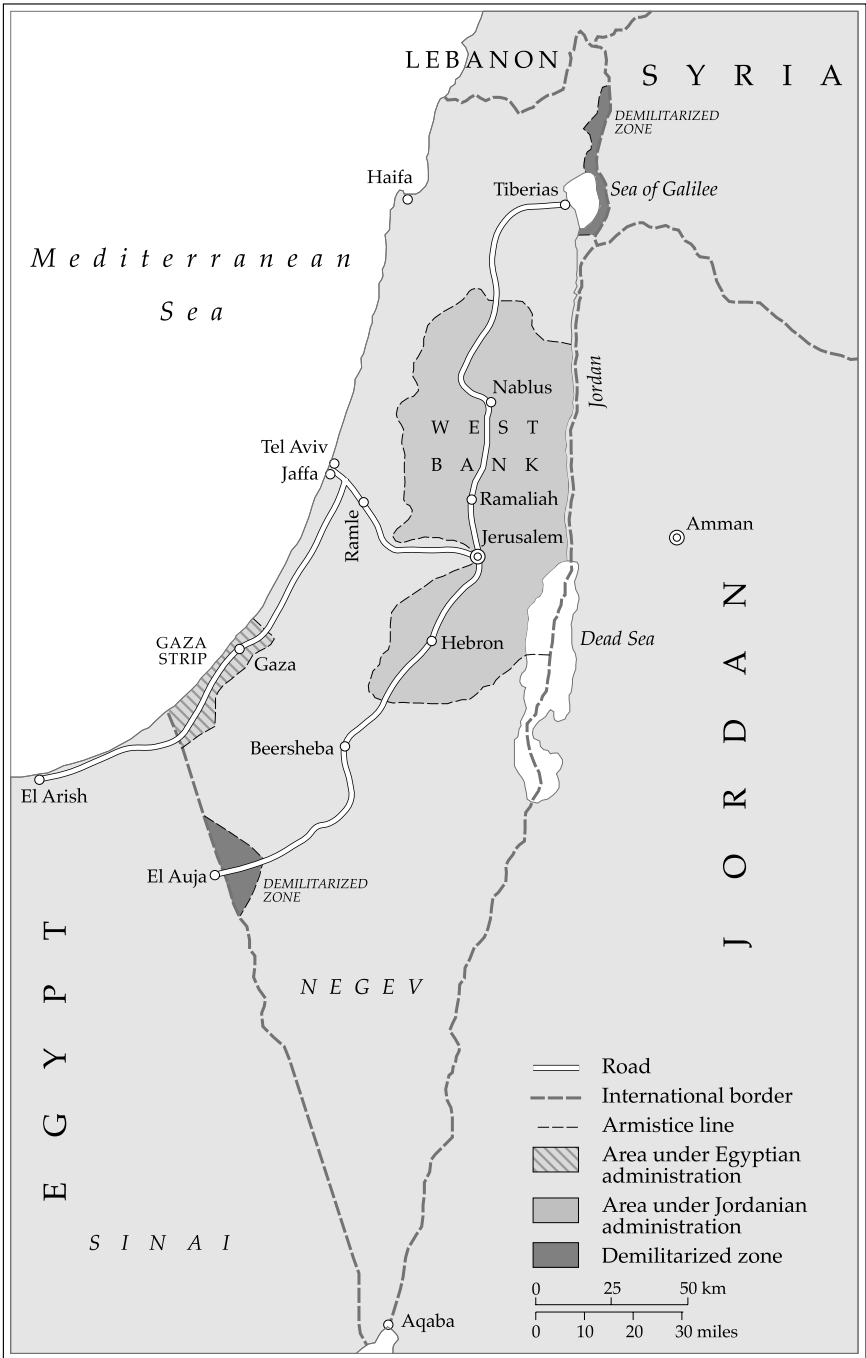 LEBANON
SYRIA
DEMILITARIZED
ZONE
Haifa
Tiberias
Sea of Galilee
Mediterranean
Sea
Jordan
Nablus
WEST
BANK
Tel Aviv
Jaffa
Ramle
Ramaliah
Jerusalem
Amman
GAZA
STRIP
Gaza
Hebron
Dead Sea
JORDAN
Beersheba
El Arish
El Auja
DEMILITARIZED
ZONE
EGYPT
NEGEV
SINAI
Aqaba
Road
International border
Armistice line
Area under Egyptian
administration
Area under Jordanian
administration
Demilitarized zone
0 25 50 km
0 10 20 30 miles